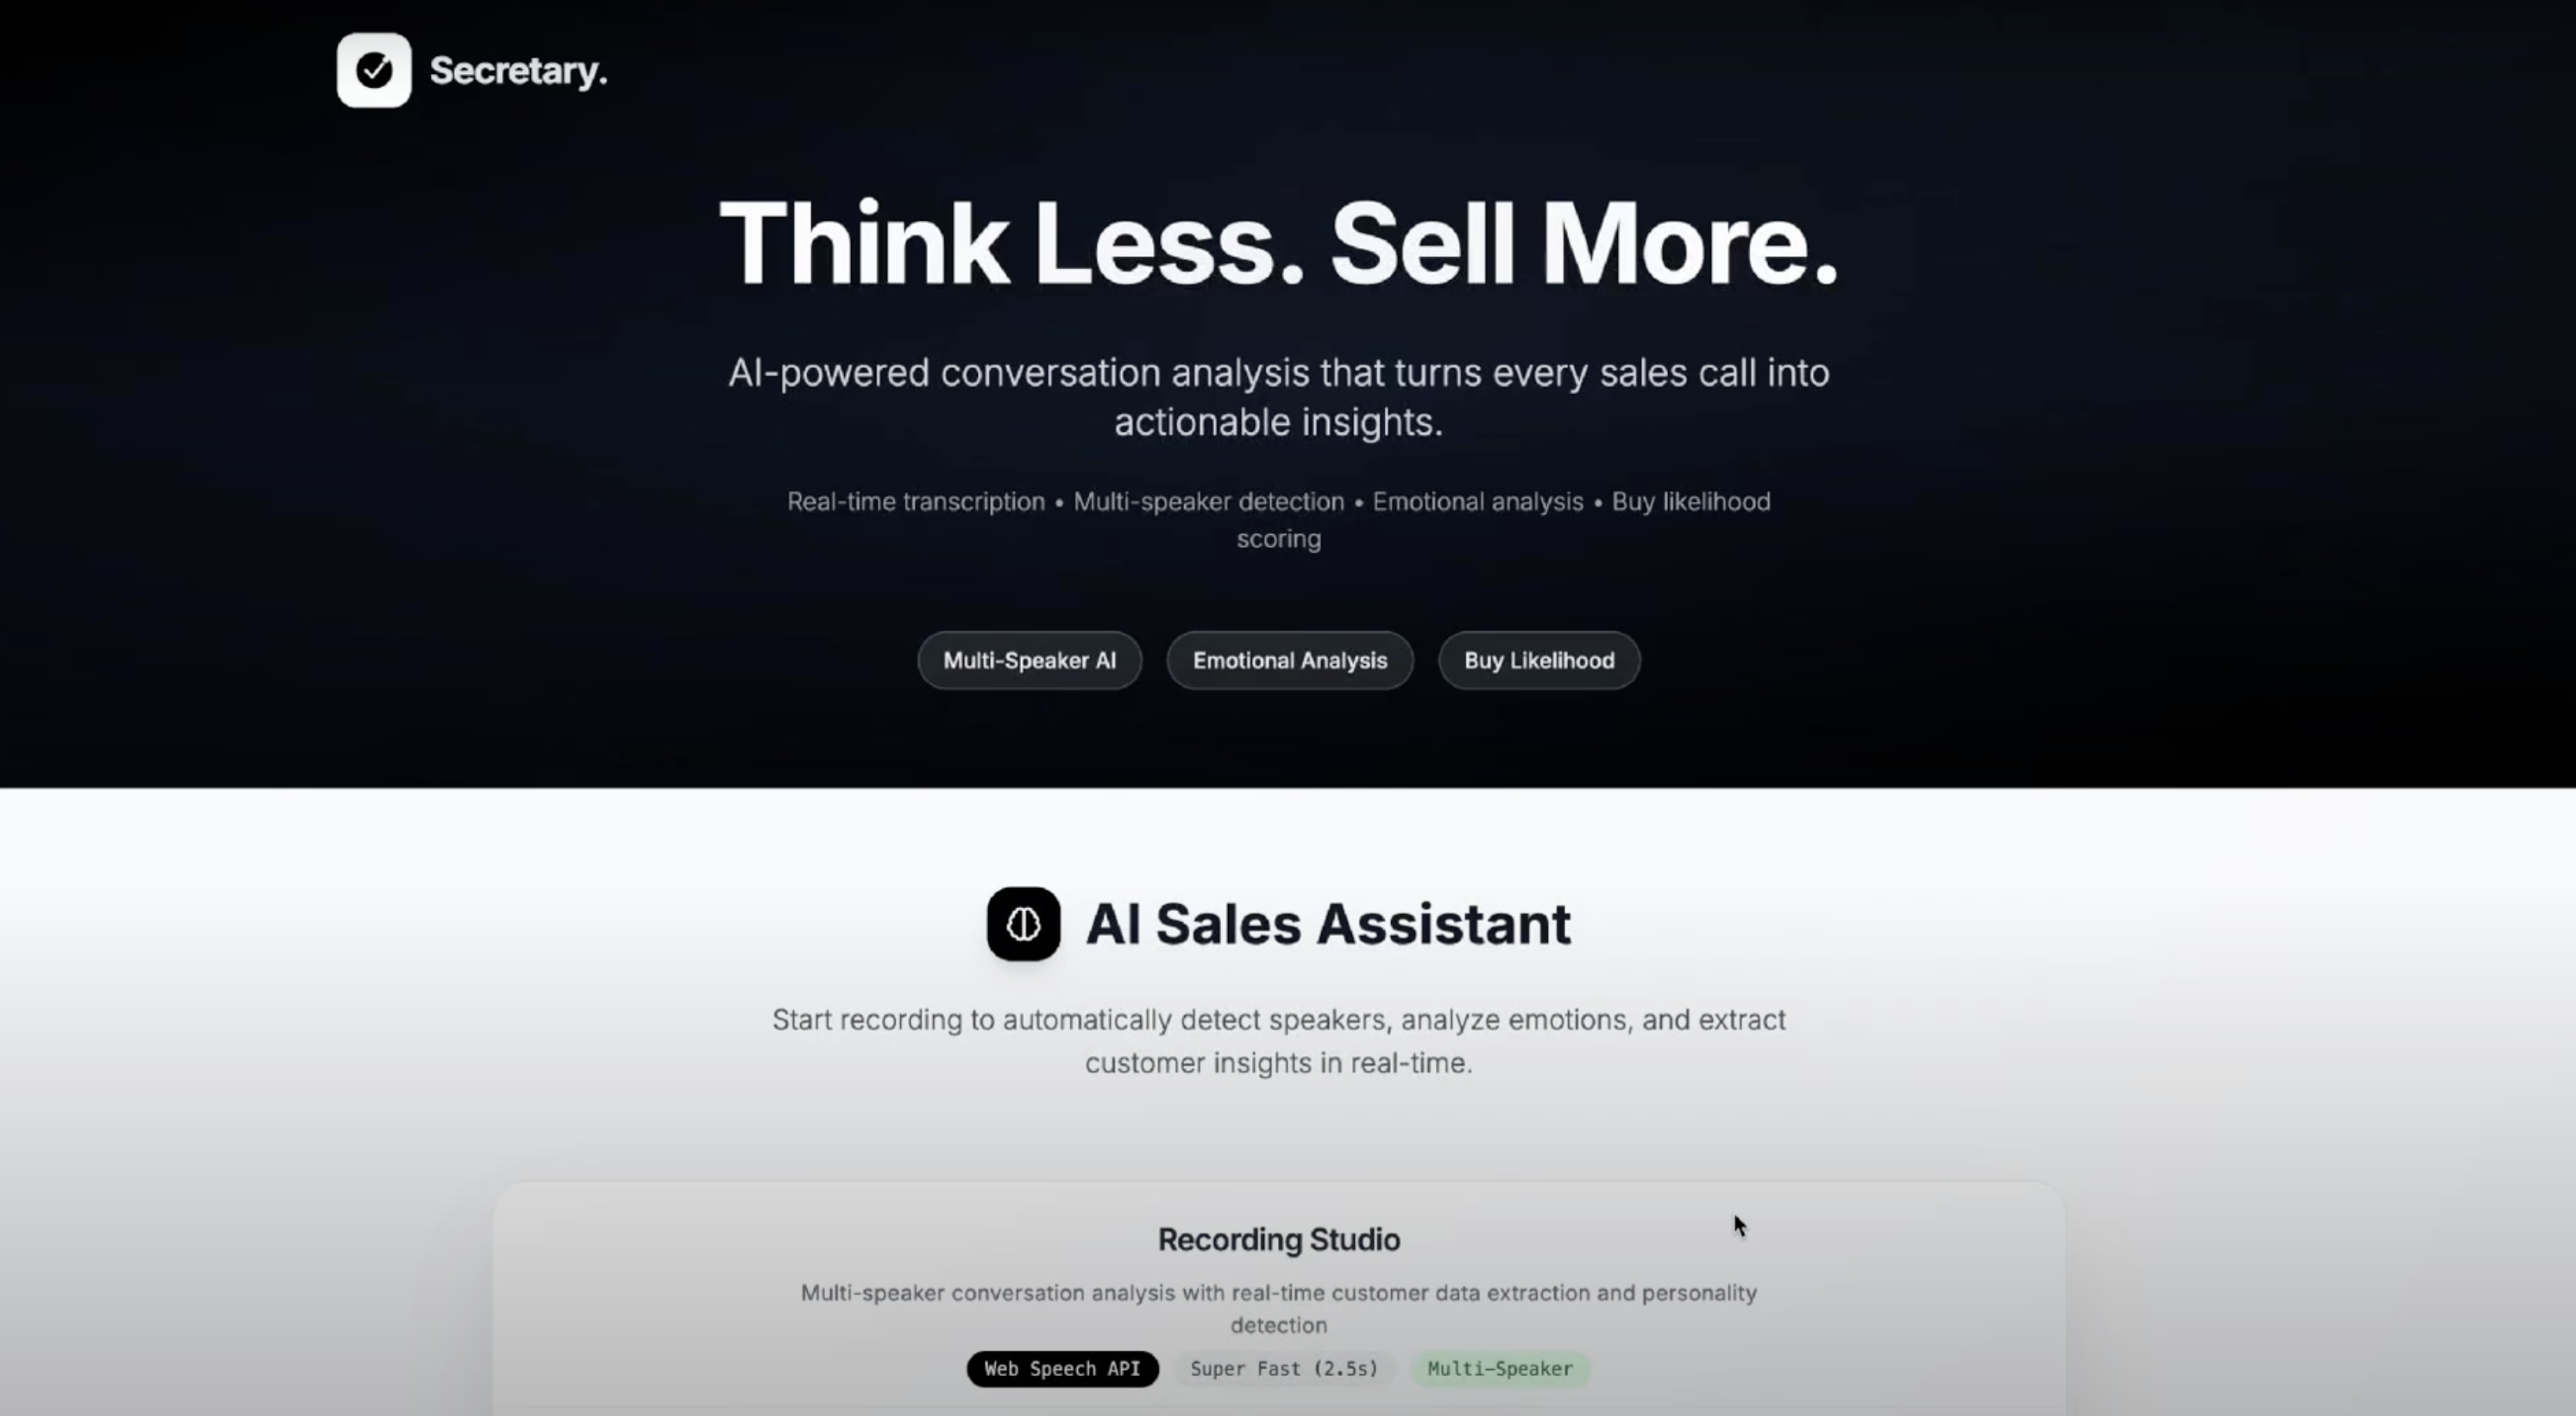 Secretary.
Think Less. Sell More.
AI-powered conversation analysis that turns every sales call into
actionable insights.
Real-time transcription • Multi-speaker detection • Emotional analysis • Buy likelihood
scoring
Multi-Speaker AI
Emotional Analysis
Buy Likelihood
AI Sales Assistant
Start recording to automatically detect speakers, analyze emotions, and extract
customer insights in real-time.
Recording Studio
Multi-speaker conversation analysis with real-time customer data extraction and personality
detection
Web Speech API
Super Fast (2.5s)
Multi-Speaker